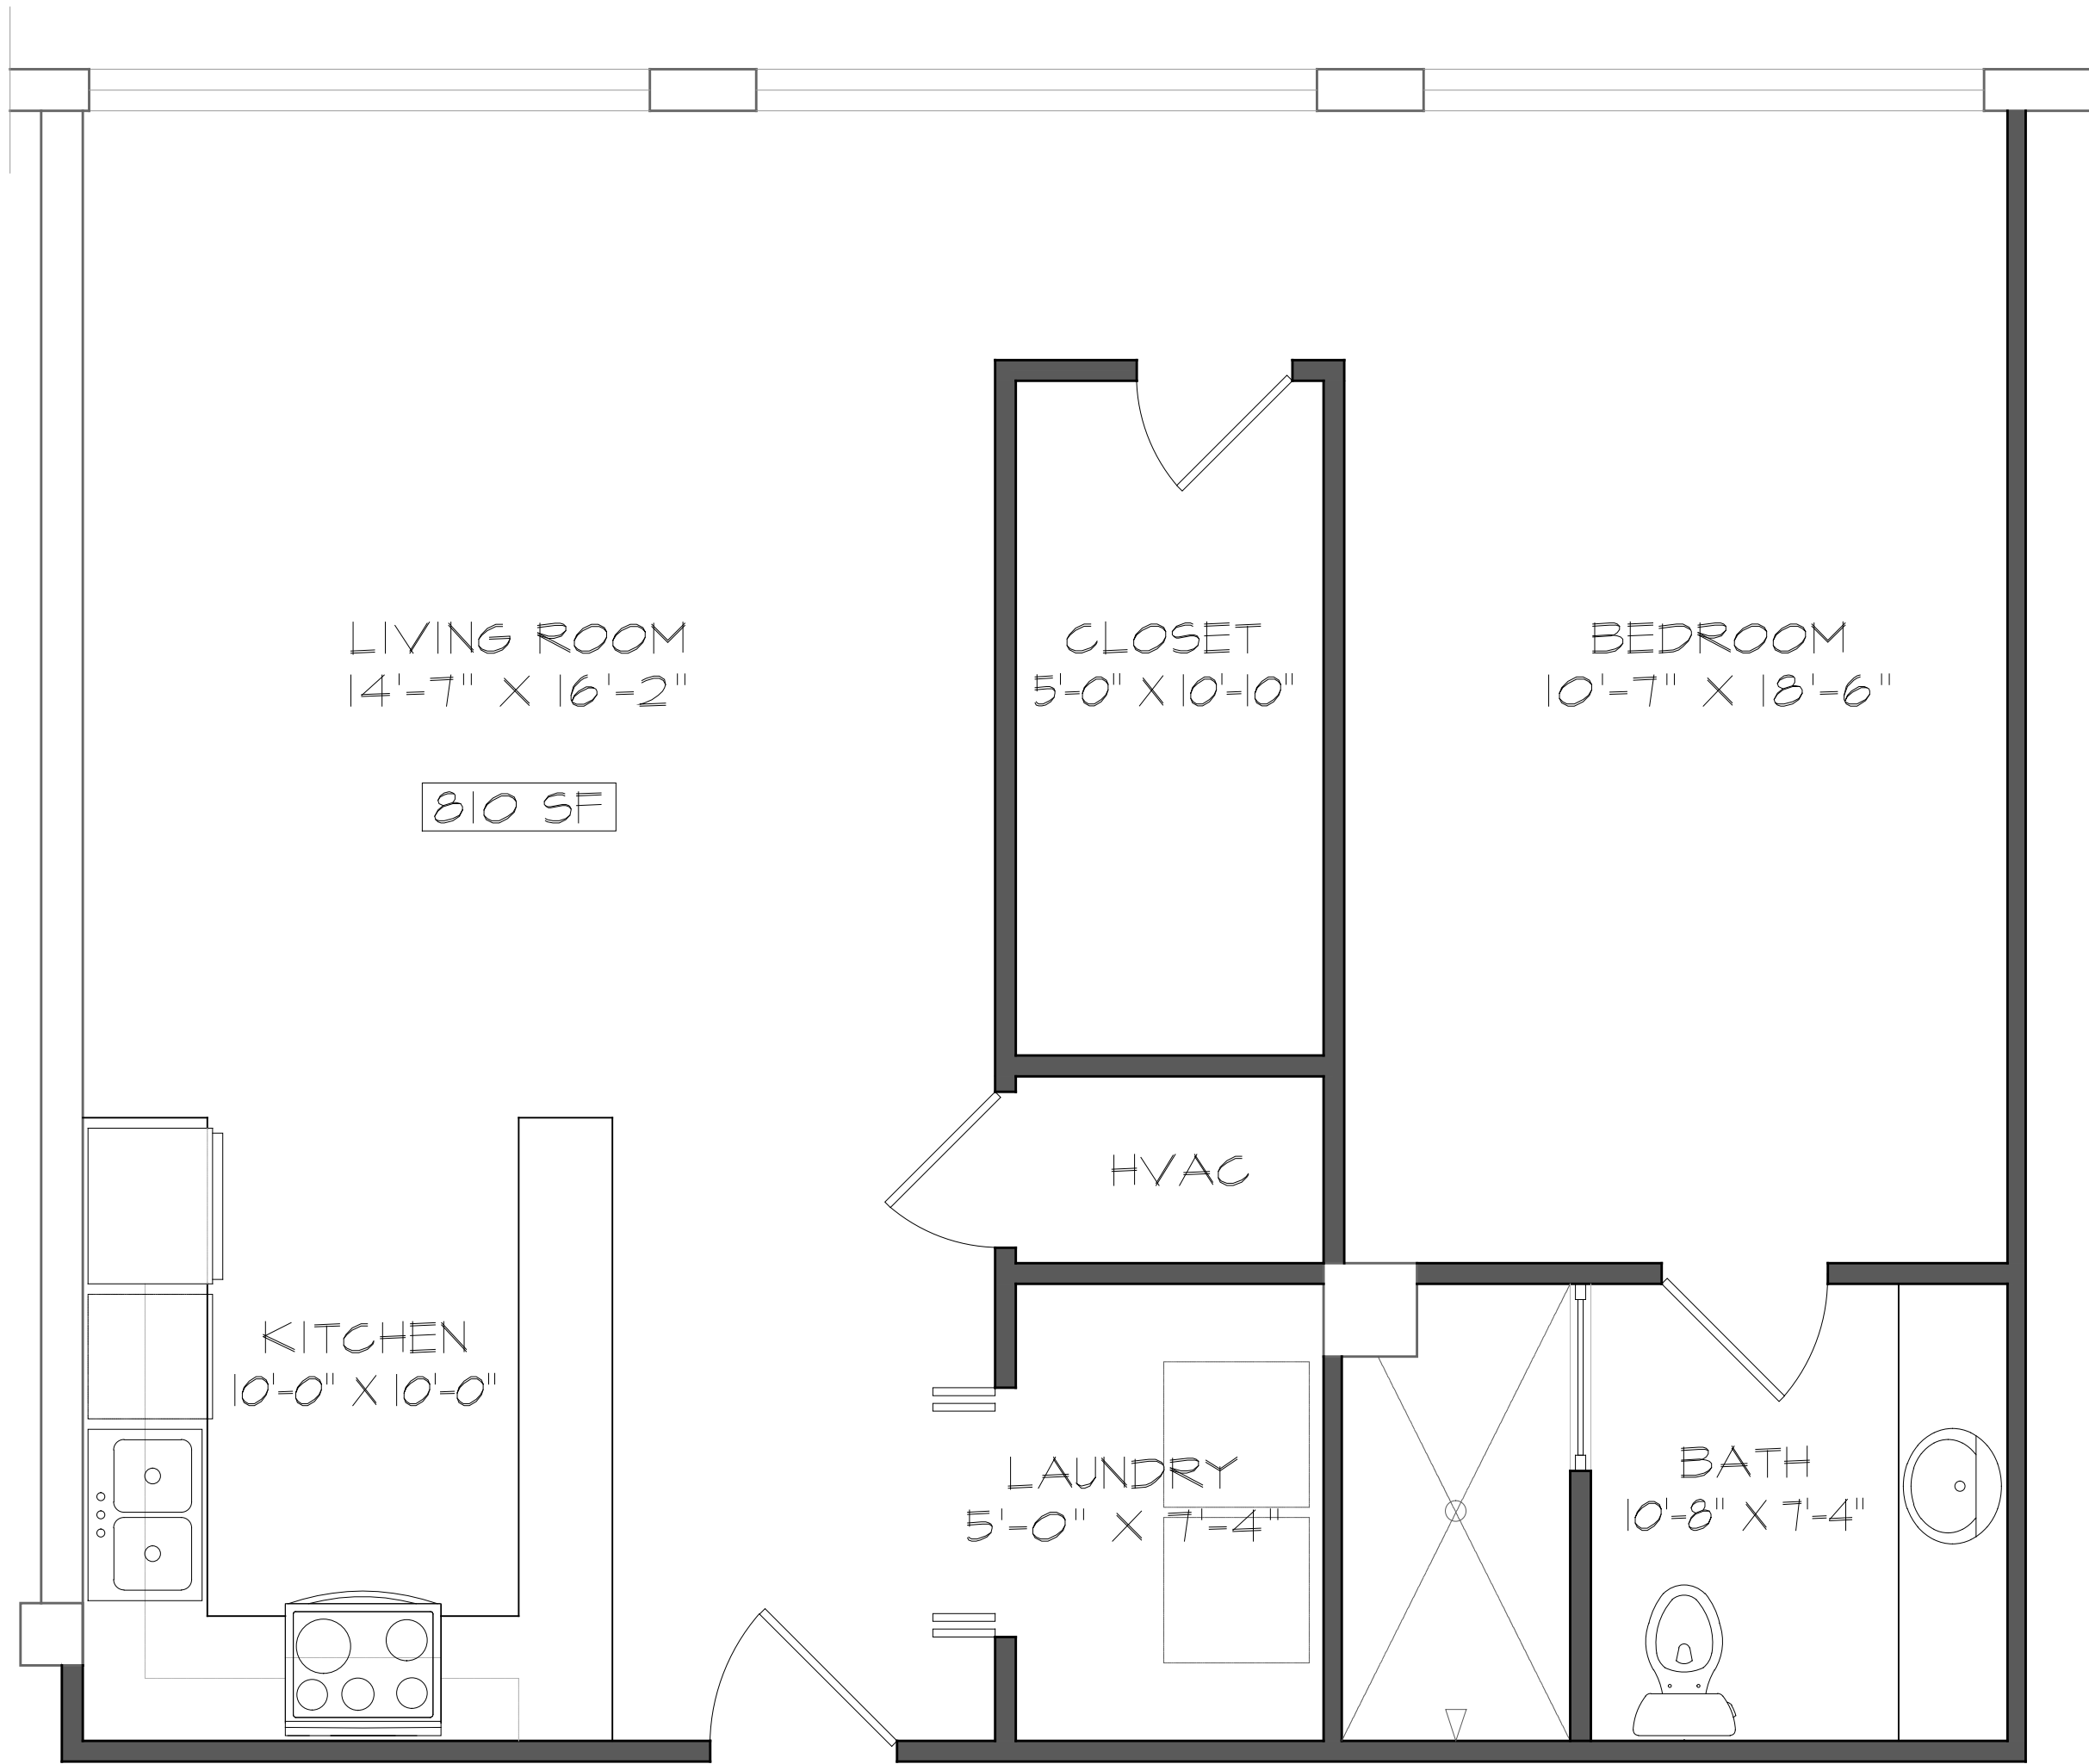 LIVING ROOM
14'-7" X 16'-2"
810 SF
CLOSET
5'-0" X 10'-10"
BEDROOM
10'-7" X 18'-6"
HVAC
KITCHEN
10'-0" X 10'-0"
LAUNDRY
5'-0" X 7'-4"
BATH
10'-8" X 7'-4"